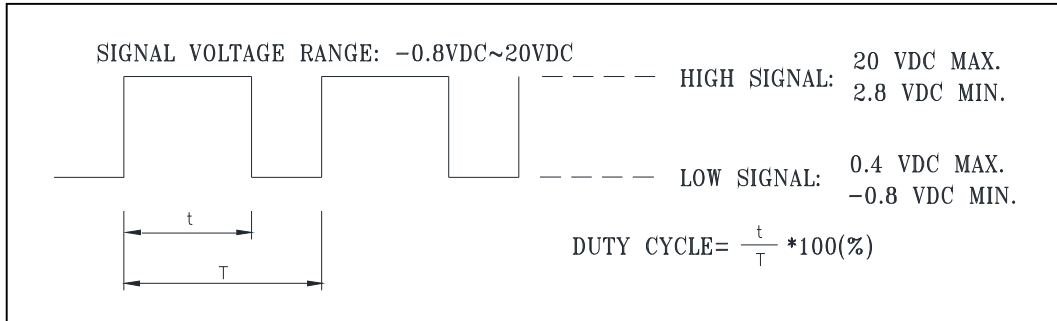 SIGNAL VOLTAGE RANGE: -0.8VDC~20VDC
HIGH SIGNAL: 20 VDC MAX.
2.8 VDC MIN.
LOW SIGNAL: 0.4 VDC MAX.
-0.8 VDC MIN.
t
T
DUTY CYCLE= t/T *100(%)